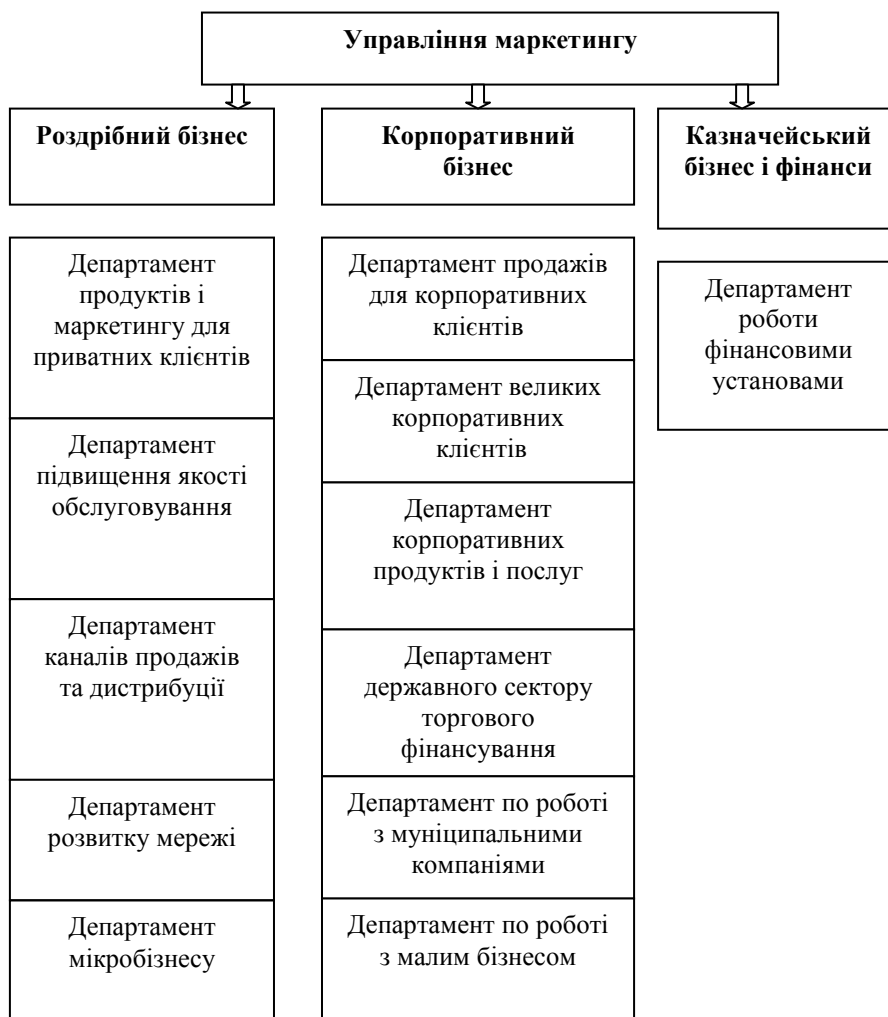 Управління маркетингу
Роздрібний бізнес
Корпоративний
бізнес
Казначейський
бізнес і фінанси
Департамент
продуктів і
маркетингу для
приватних клієнтів
Департамент
підвищення якості
обслуговування
Департамент
каналів продажів
та дистрибуції
Департамент
розвитку мережі
Департамент
мікробізнесу
Департамент продажів
для корпоративних
клієнтів
Департамент великих
корпоративних
клієнтів
Департамент
корпоративних
продуктів і послуг
Департамент
державного сектору
торгового
фінансування
Департамент по роботі
з муніципальними
компаніями
Департамент по роботі
з малим бізнесом
Департамент
роботи
фінансовими
установами